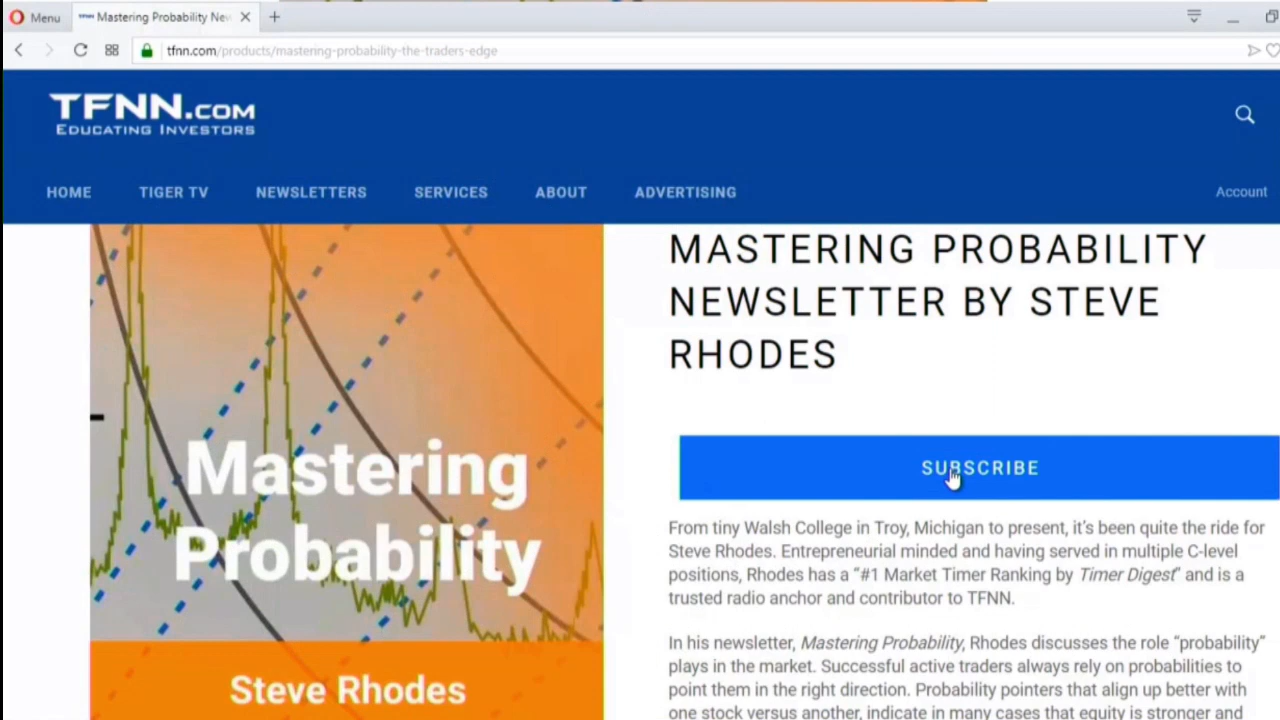 Menu
Mastering Probability New
tfnn.com/products/mastering-probability-the-traders-edge
TFNN.COM
EDUCATING INVESTORS
HOME TIGER TV NEWSLETTERS SERVICES ABOUT ADVERTISING
Account
MASTERING PROBABILITY
NEWSLETTER BY STEVE
RHODES
Mastering
Probability
Steve Rhodes
SUBSCRIBE
From tiny Walsh College in Troy, Michigan to present, it's been quite the ride for
Steve Rhodes. Entrepreneurial minded and having served in multiple C-level
positions, Rhodes has a “#1 Market Timer Ranking by Timer Digest” and is a
trusted radio anchor and contributor to TFNN.
In his newsletter, Mastering Probability, Rhodes discusses the role “probability”
plays in the market. Successful active traders always rely on probabilities to
point them in the right direction. Probability pointers that align up better with
one stock versus another, indicate in many cases that equity is stronger and